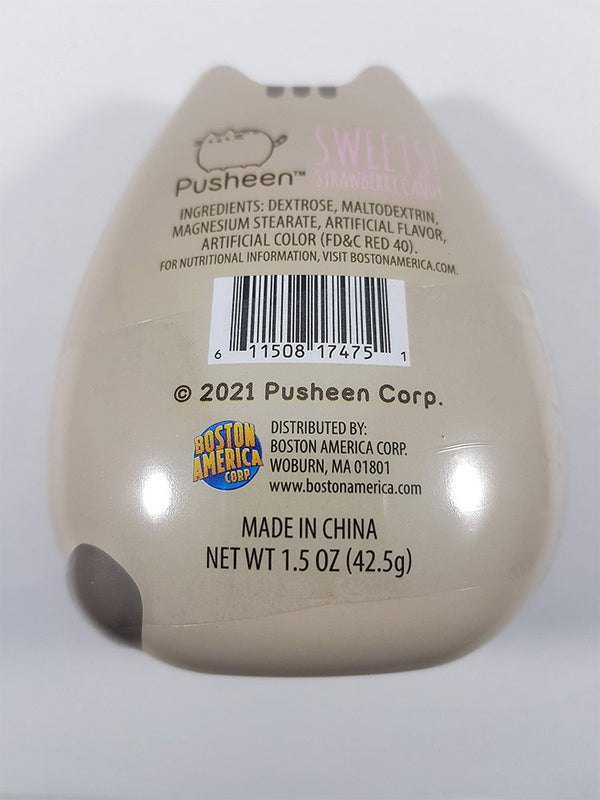 Pusheen™
SWEETS!
STRAWBERRY CANDY
INGREDIENTS: DEXTROSE, MALTODEXTRIN,
MAGNESIUM STEARATE, ARTIFICIAL FLAVOR,
ARTIFICIAL COLOR (FD&C RED 40).
FOR NUTRITIONAL INFORMATION, VISIT BOSTONAMERICA.COM.
6 11508 17475 1
© 2021 Pusheen Corp.
BOSTON
AMERICA
CORP.
DISTRIBUTED BY:
BOSTON AMERICA CORP.
WOBURN, MA 01801
www.bostonamerica.com
MADE IN CHINA
NET WT 1.5 OZ (42.5g)